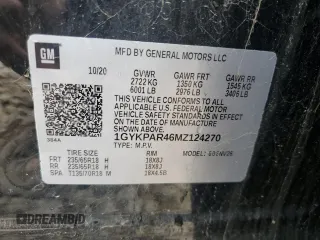 GM
MFD BY GENERAL MOTORS LLC
10/20 GVWR GAWR FRT GAWR RR
2722 KG 1350 KG 1545 KG
6001 LB 2976 LB 3406 LB
THIS VEHICLE CONFORMS TO ALL APPLICABLE
U.S. FEDERAL MOTOR VEHICLE SAFETY AND
THEFT PREVENTION STANDARDS IN EFFECT ON
THE DATE OF MANUFACTURE SHOWN ABOVE.
1GYKPAR46MZ124270
TYPE: M.P.V.
TIRE SIZE RIM
FRT 235/65R18 H 18X8J
RR 235/65R18 H 18X8J
SPA T135/70R18 M 18X4.5B
DREAMBID